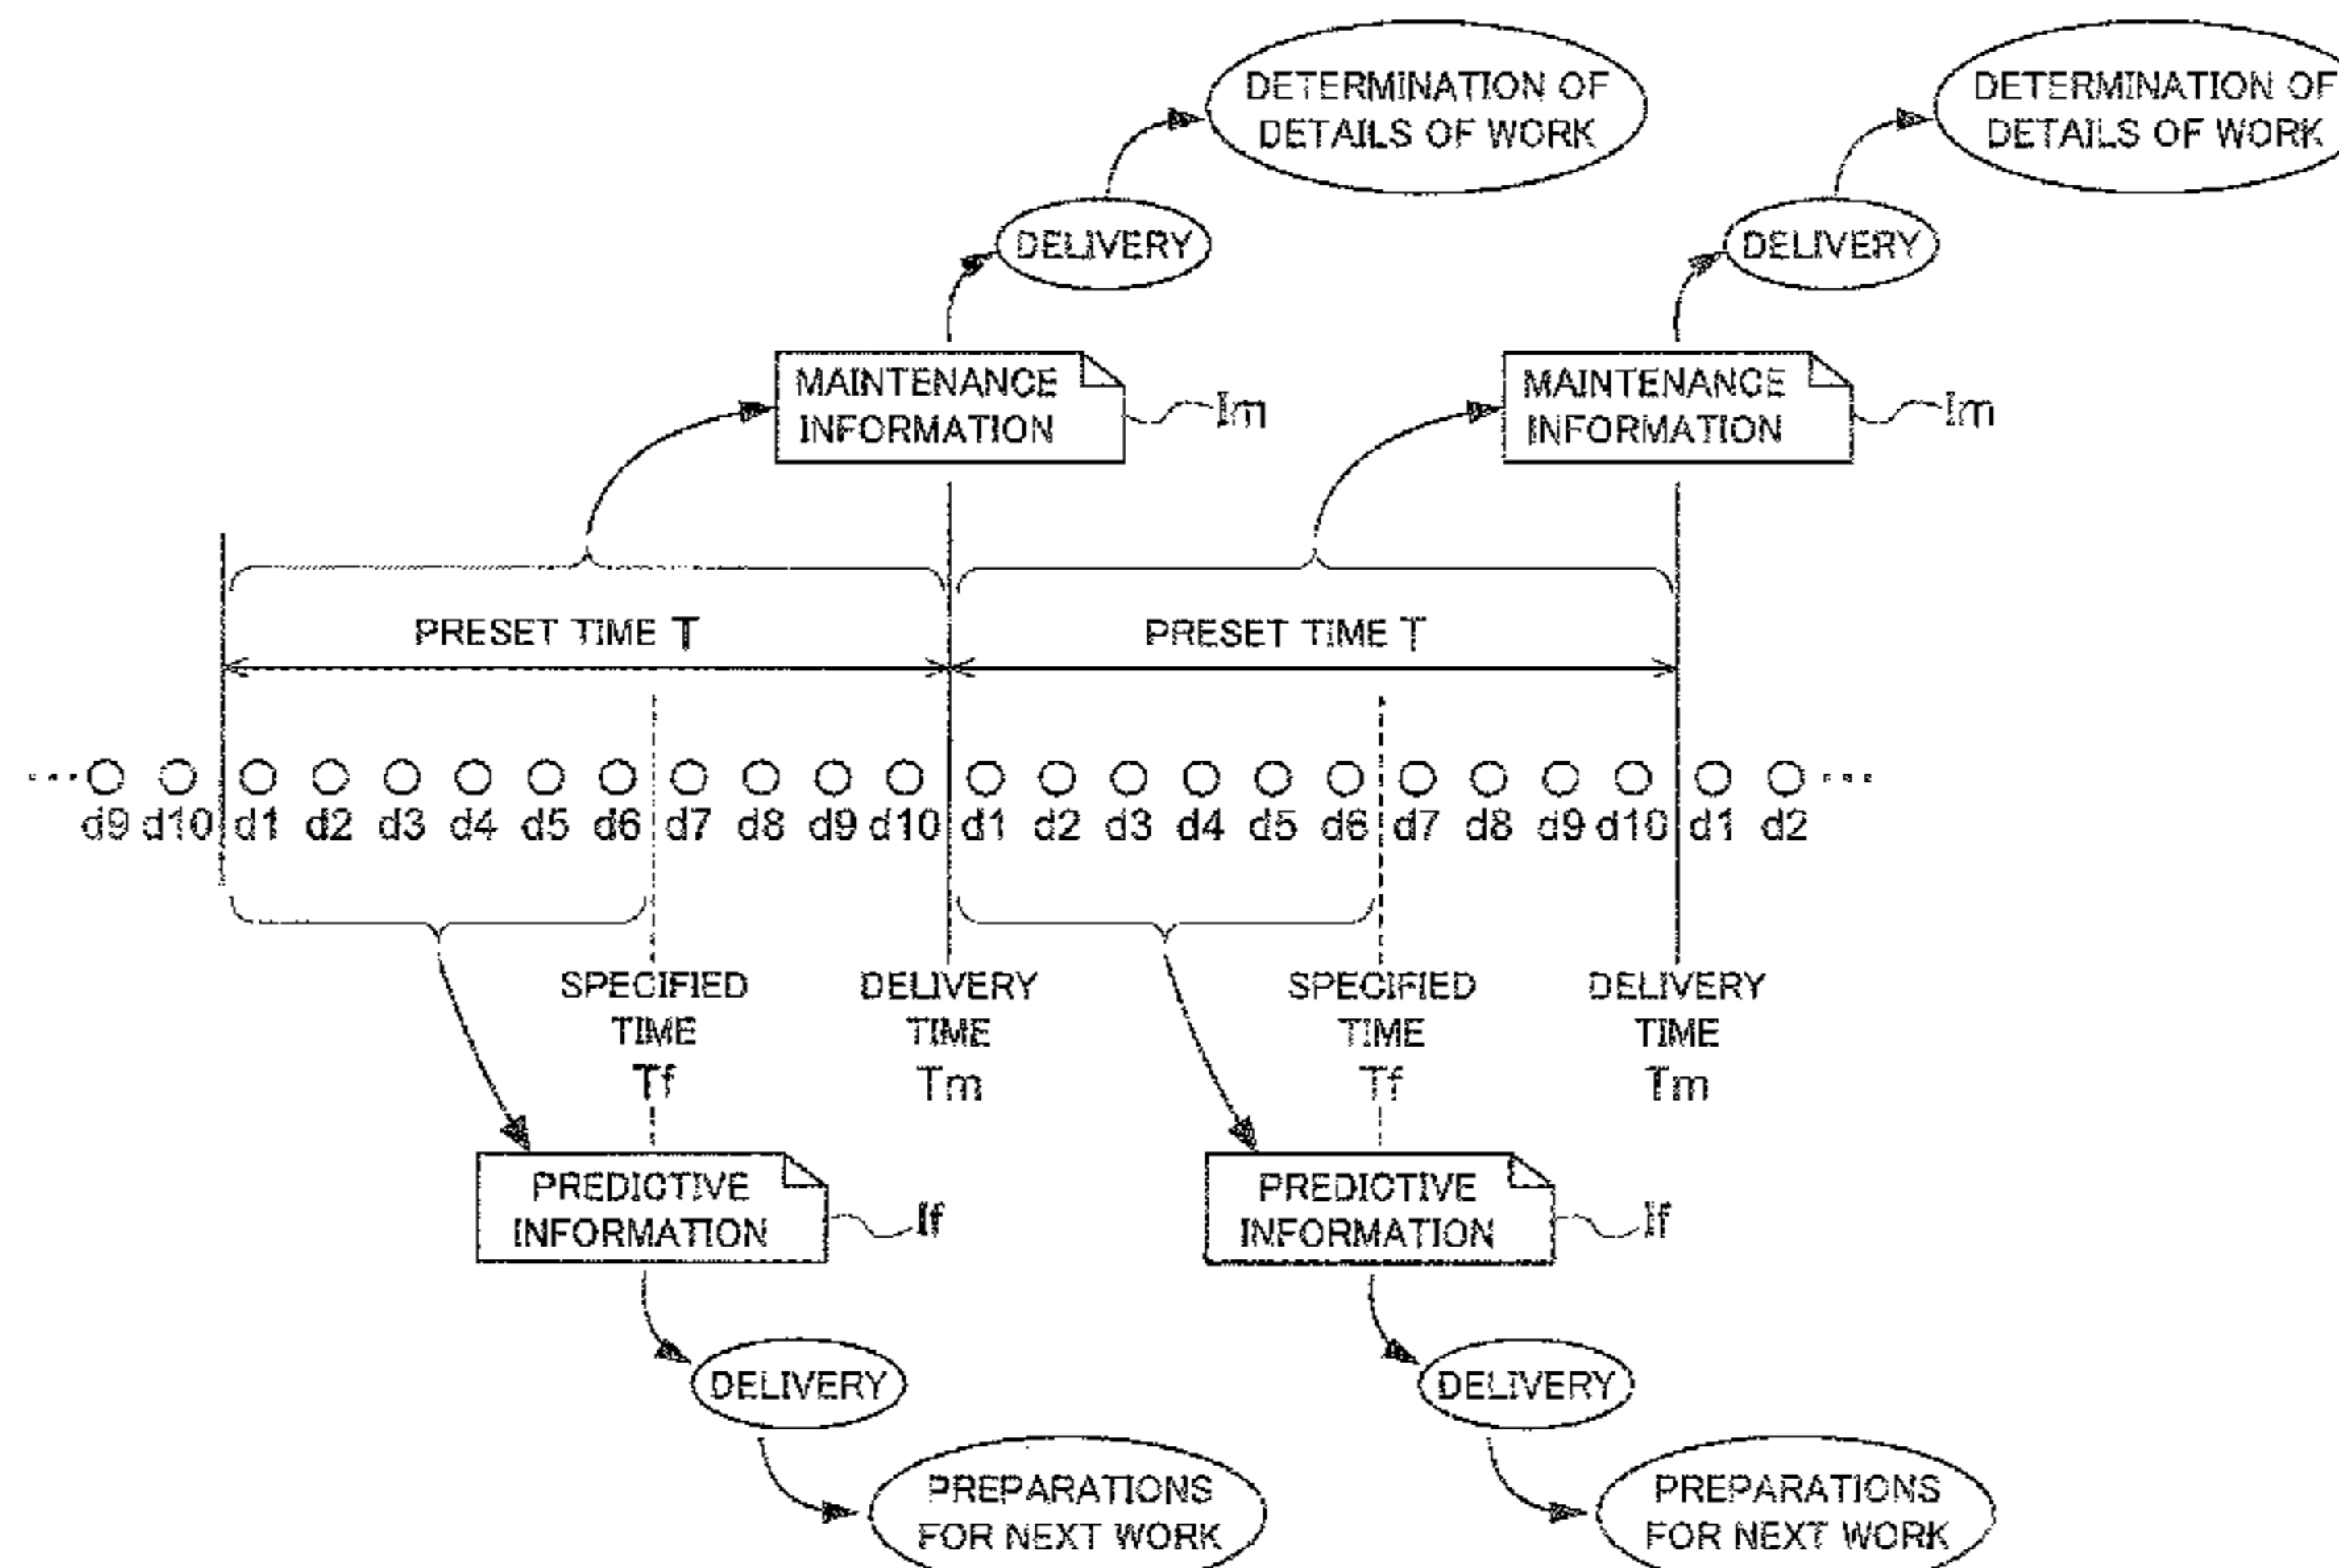 DETERMINATION OF
DETAILS OF WORK
DETERMINATION OF
DETAILS OF WORK
DELIVERY
DELIVERY
MAINTENANCE
INFORMATION
Im
MAINTENANCE
INFORMATION
Im
PRESET TIME T
PRESET TIME T
... d9 d10 d1 d2 d3 d4 d5 d6 d7 d8 d9 d10 d1 d2 d3 d4 d5 d6 d7 d8 d9 d10 d1 d2 ...
SPECIFIED
TIME
Tf
DELIVERY
TIME
Tm
SPECIFIED
TIME
Tf
DELIVERY
TIME
Tm
PREDICTIVE
INFORMATION
If
PREDICTIVE
INFORMATION
If
DELIVERY
DELIVERY
PREPARATIONS
FOR NEXT WORK
PREPARATIONS
FOR NEXT WORK